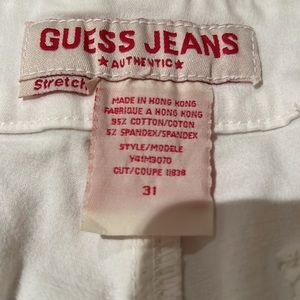 GUESS JEANS
★ AUTHENTIC ★
Stretch
MADE IN HONG KONG
FABRIQUE A HONG KONG
95% COTTON/COTON
5% SPANDEX/SPANDEX
STYLE/MODELE
Y41M3070
CUT/COUPE 11838
31